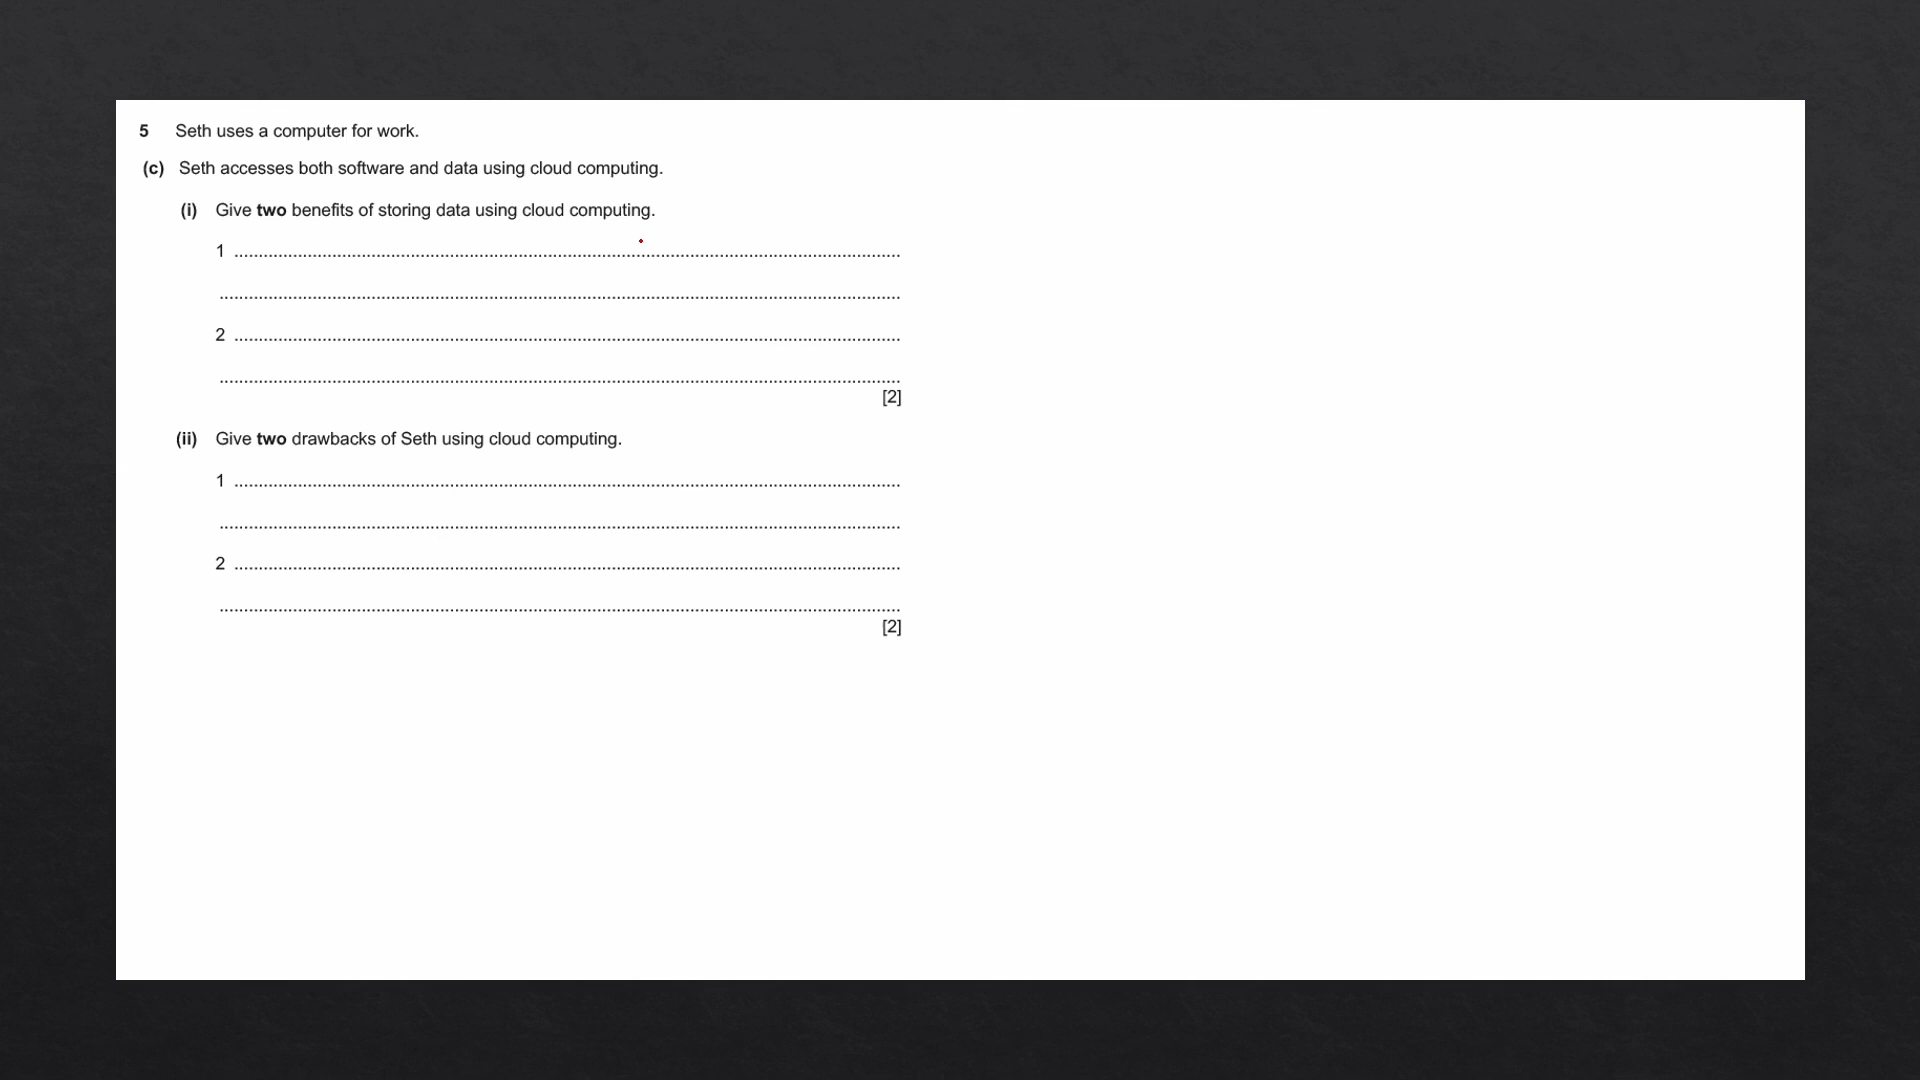 5 Seth uses a computer for work.
(c) Seth accesses both software and data using cloud computing.
(i) Give two benefits of storing data using cloud computing.
1 ........................................................................................................................................
...........................................................................................................................................
2 ........................................................................................................................................
...........................................................................................................................................
[2]
(ii) Give two drawbacks of Seth using cloud computing.
1 ........................................................................................................................................
...........................................................................................................................................
2 ........................................................................................................................................
...........................................................................................................................................
[2]